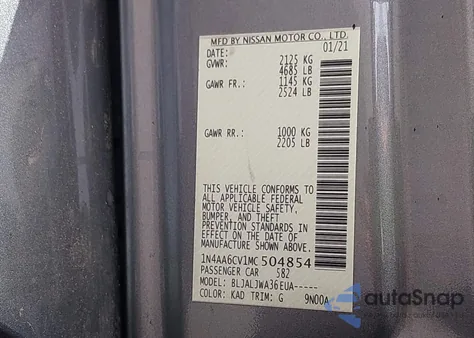 MFD BY NISSAN MOTOR CO., LTD.
DATE: 01/21
GVWR: 2125 KG
4685 LB
GAWR FR.: 1145 KG
2524 LB
GAWR RR.: 1000 KG
2205 LB
THIS VEHICLE CONFORMS TO
ALL APPLICABLE FEDERAL
MOTOR VEHICLE SAFETY,
BUMPER, AND THEFT
PREVENTION STANDARDS IN
EFFECT ON THE DATE OF
MANUFACTURE SHOWN ABOVE.
1N4AA6CV1MC504854
PASSENGER CAR 582
MODEL: BLJALJWA36EUA-----
COLOR: KAD TRIM: G 9N00A
autoSnap